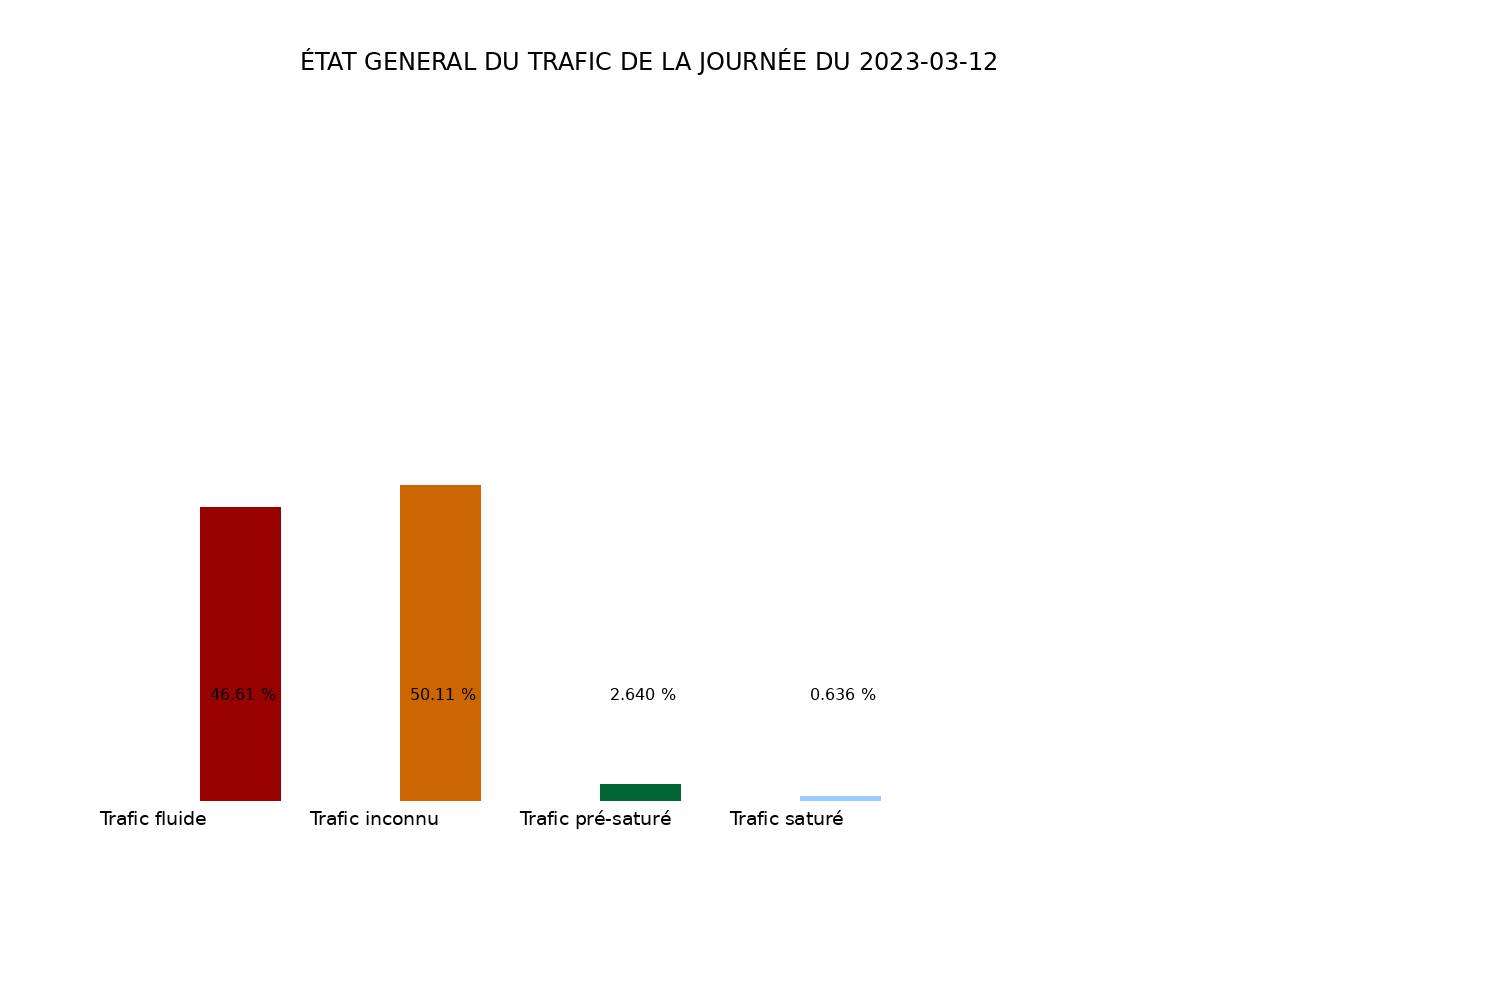 ÉTAT GENERAL DU TRAFIC DE LA JOURNÉE DU 2023-03-12
46.61 %
50.11 %
2.640 %
0.636 %
Trafic fluide
Trafic inconnu
Trafic pré-saturé
Trafic saturé